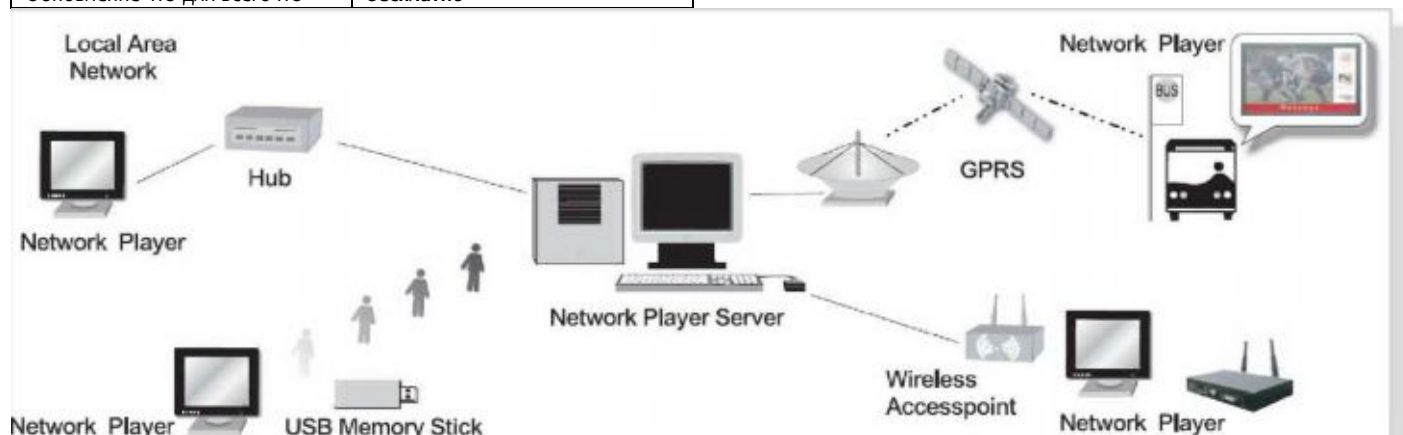 Local Area
Network
Network Player
BUS
Hub
GPRS
Network Player
Network Player Server
Wireless
Accesspoint
Network Player
USB Memory Stick
Network Player